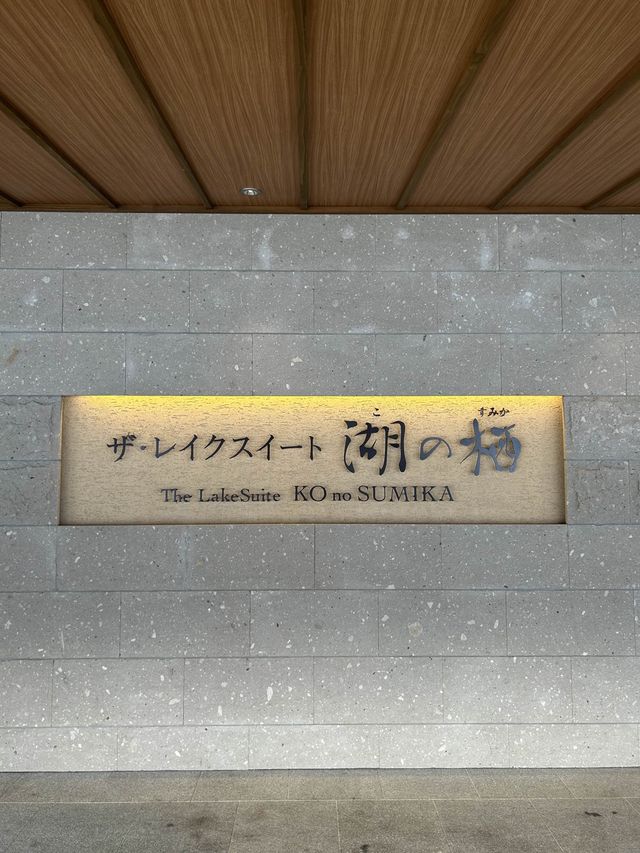 こ すみか
ザ・レイクスイート 湖の栖
The LakeSuite KO no SUMIKA